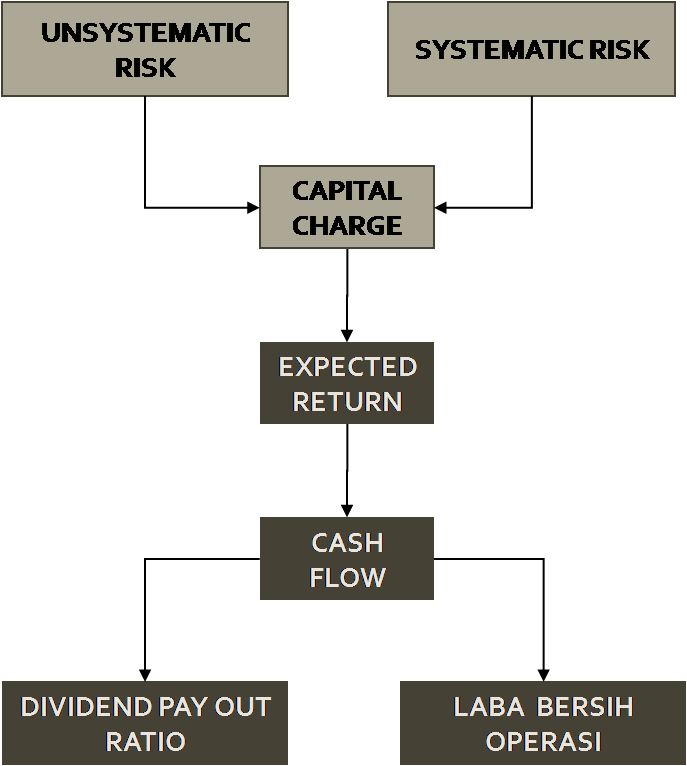 UNSYSTEMATIC
RISK
SYSTEMATIC RISK
CAPITAL
CHARGE
EXPECTED
RETURN
CASH
FLOW
DIVIDEND PAY OUT
RATIO
LABA BERSIH
OPERASI